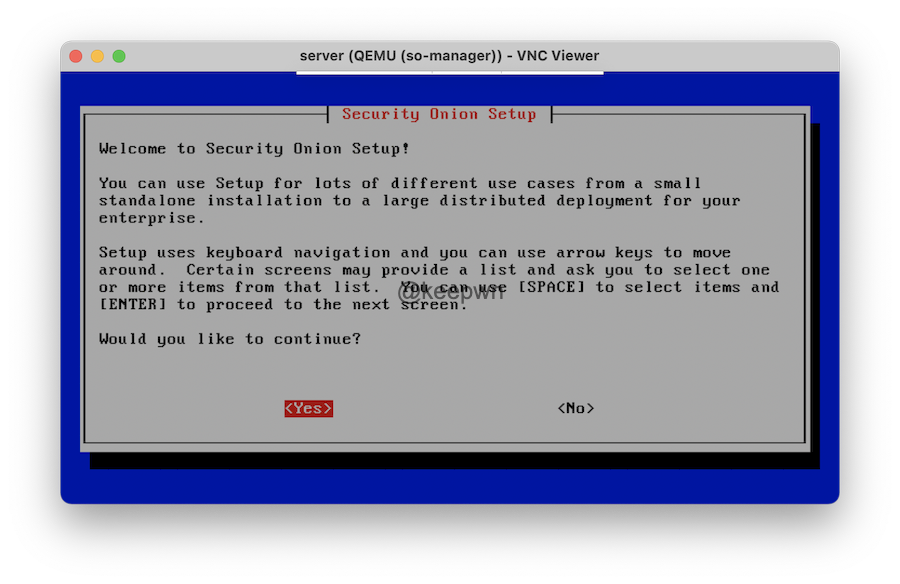 server (QEMU (so-manager)) - VNC Viewer
Security Onion Setup
Welcome to Security Onion Setup!
You can use Setup for lots of different use cases from a small
standalone installation to a large distributed deployment for your
enterprise.
Setup uses keyboard navigation and you can use arrow keys to move
around.  Certain screens may provide a list and ask you to select one
or more items from that list.  You can use [SPACE] to select items and
[ENTER] to proceed to the next screen.
@keepwn
Would you like to continue?
<Yes> <No>